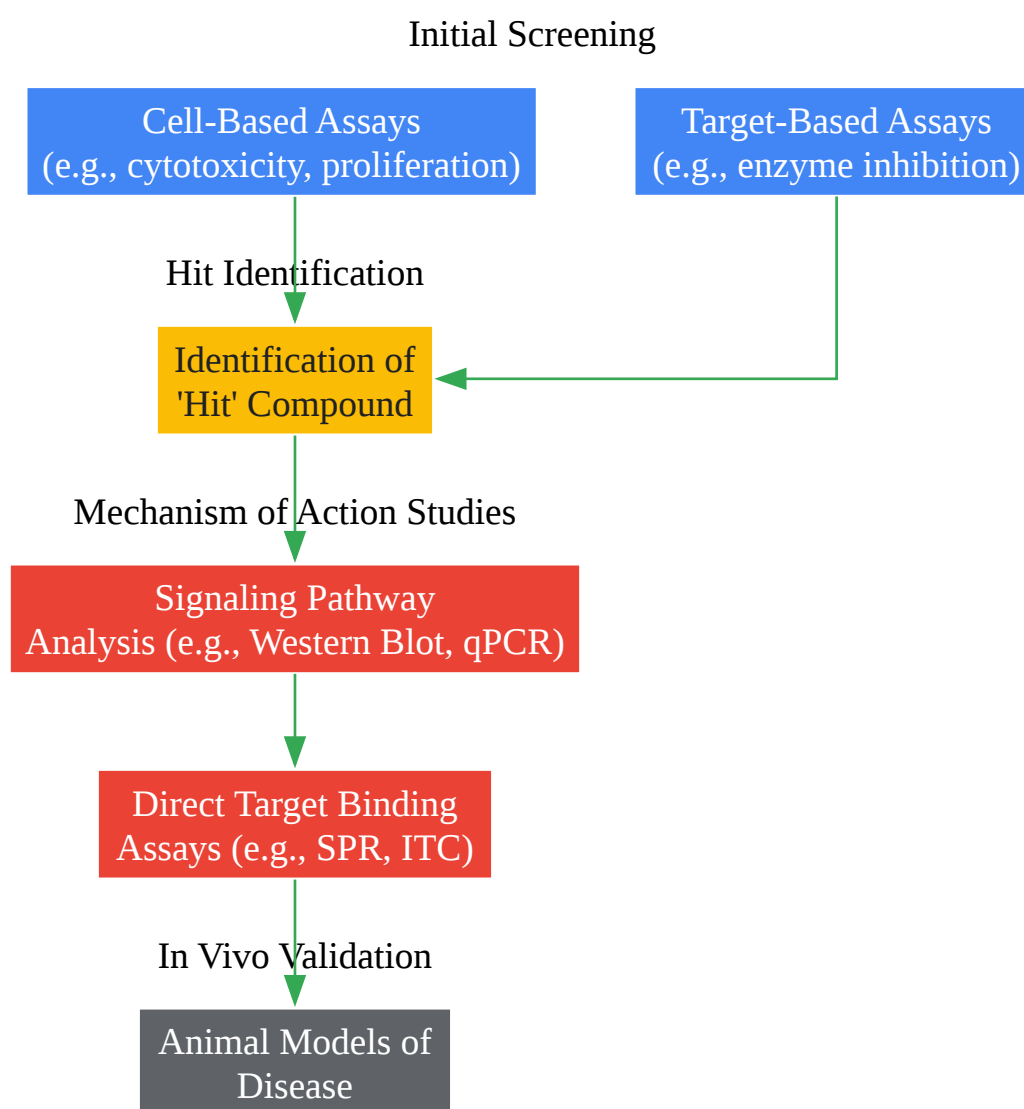 Initial Screening
Cell-Based Assays
(e.g., cytotoxicity, proliferation)
Target-Based Assays
(e.g., enzyme inhibition)
Hit Identification
Identification of
'Hit' Compound
Mechanism of Action Studies
Signaling Pathway
Analysis (e.g., Western Blot, qPCR)
Direct Target Binding
Assays (e.g., SPR, ITC)
In Vivo Validation
Animal Models of
Disease